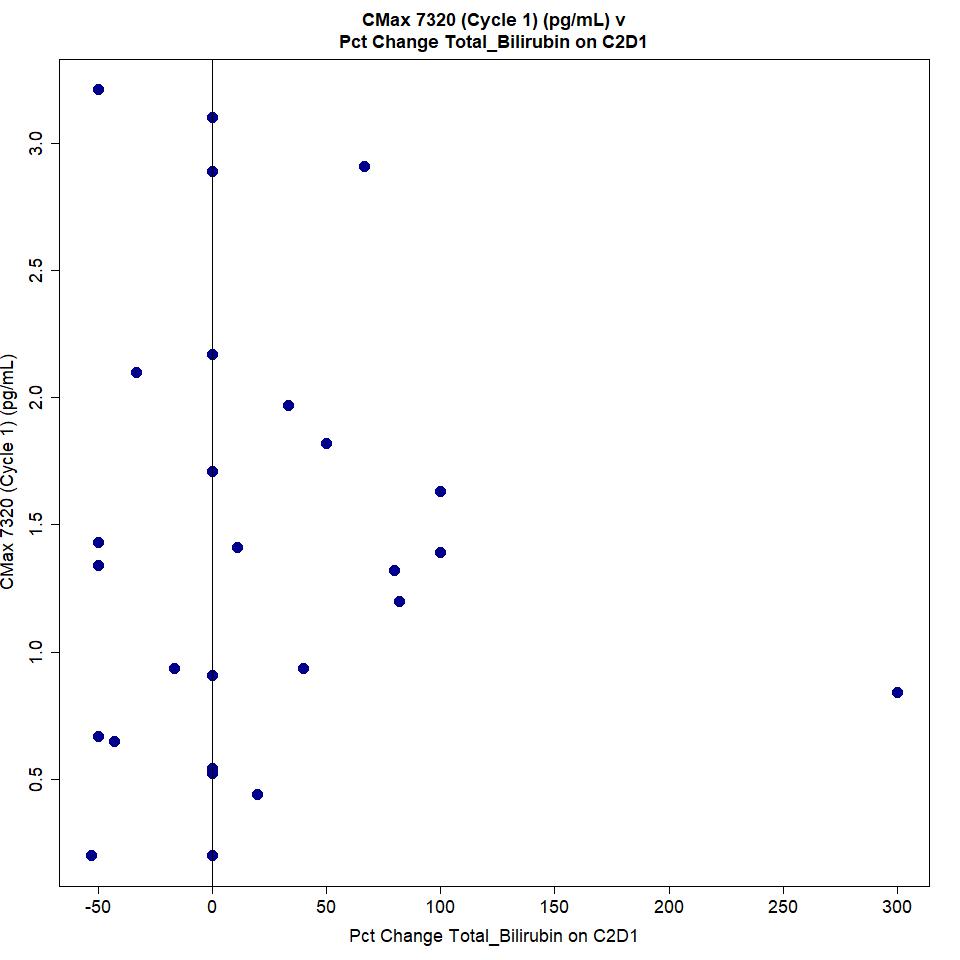 CMax 7320 (Cycle 1) (pg/mL) v
Pct Change Total_Bilirubin on C2D1
CMax 7320 (Cycle 1) (pg/mL)
3.0
2.5
2.0
1.5
1.0
0.5
-50 0 50 100 150 200 250 300
Pct Change Total_Bilirubin on C2D1